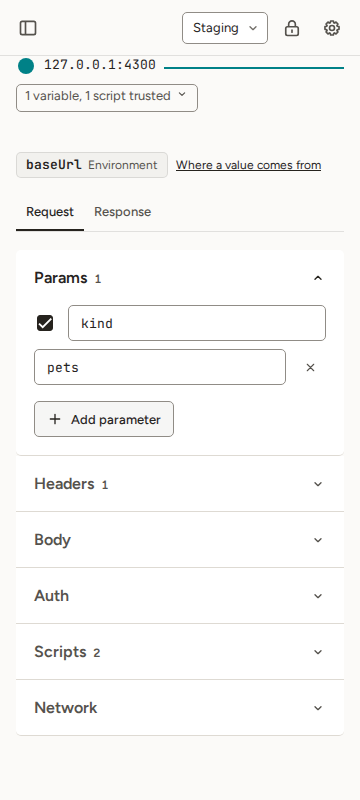 Staging
127.0.0.1:4300
1 variable, 1 script trusted
baseUrl Environment Where a value comes from
Request Response
Params 1
kind
pets
Add parameter
Headers 1
Body
Auth
Scripts 2
Network